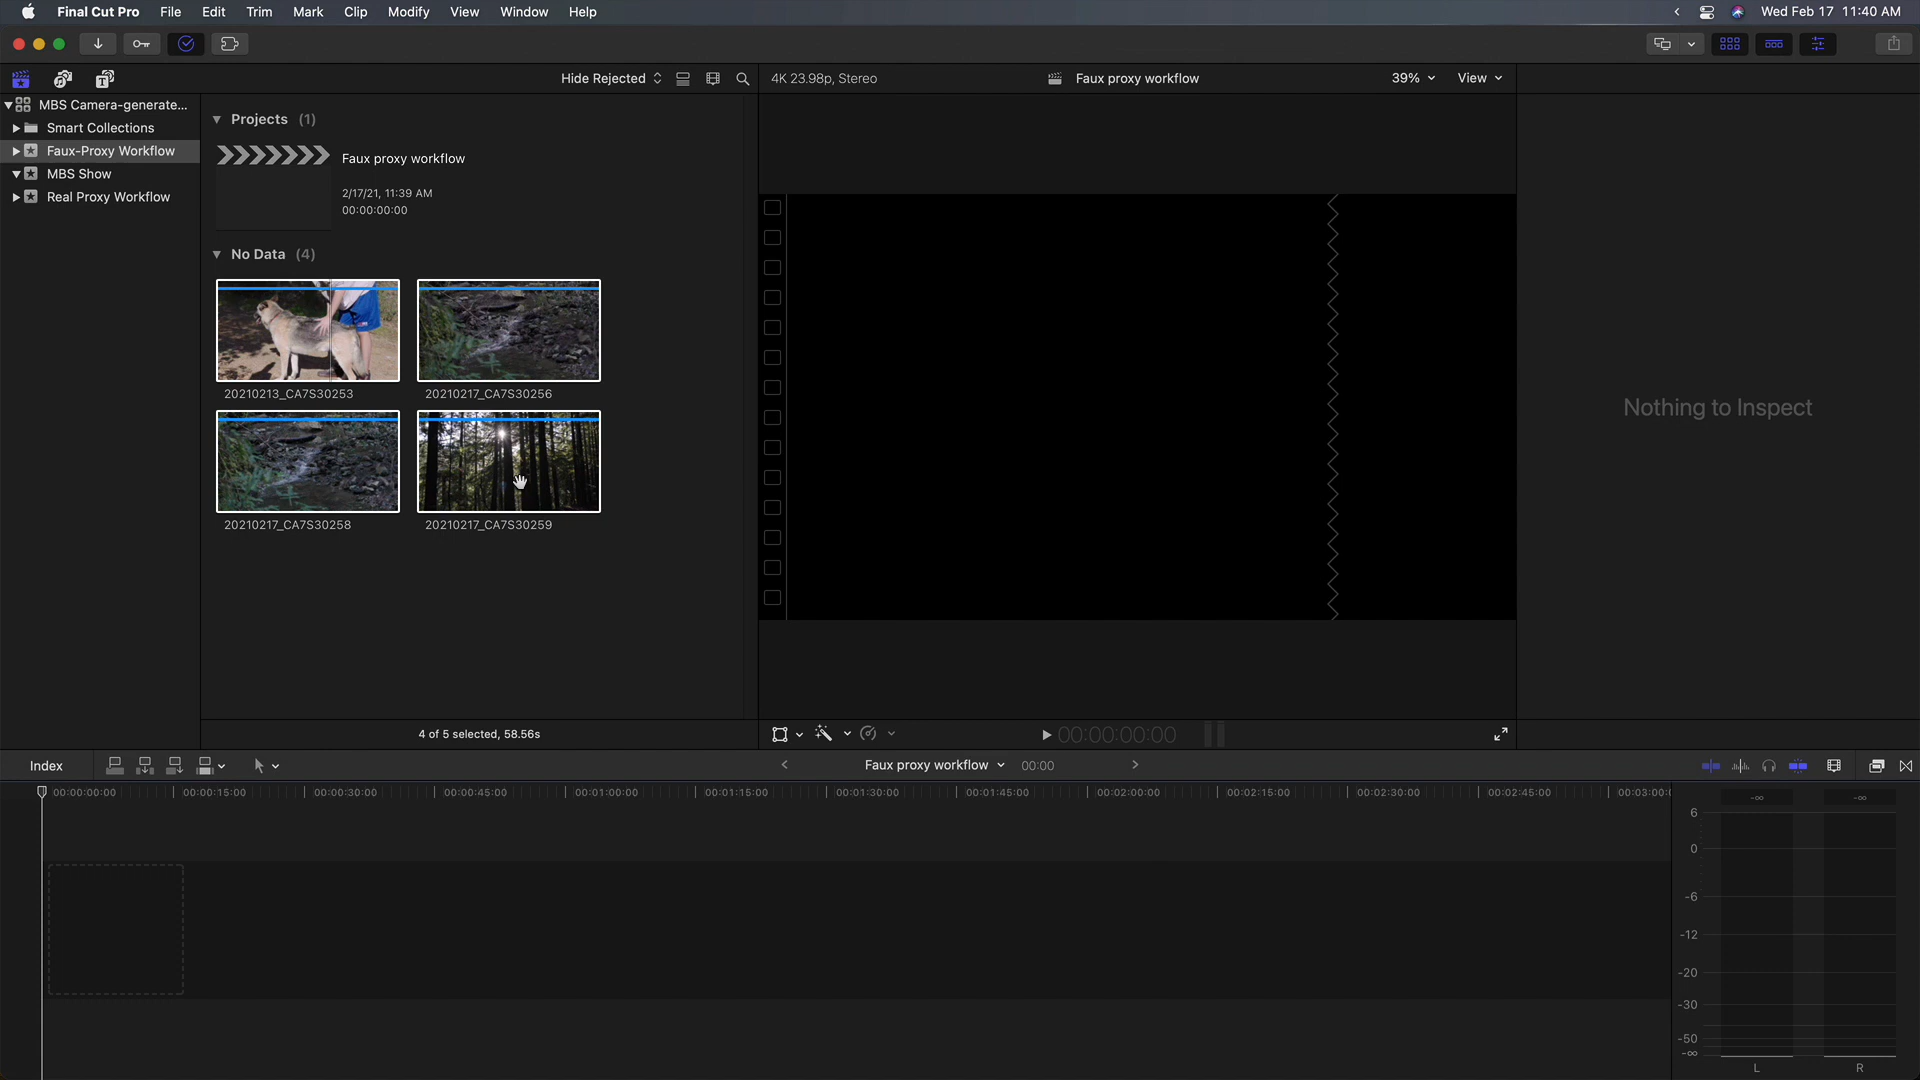 Final Cut Pro File Edit Trim Mark Clip Modify View Window Help Wed Feb 17 11:40 AM
Hide Rejected 4K 23.98p, Stereo Faux proxy workflow 39% View
MBS Camera-generate...
Smart Collections
Faux-Proxy Workflow
MBS Show
Real Proxy Workflow
Projects (1)
Faux proxy workflow
2/17/21, 11:39 AM
00:00:00:00
No Data (4)
20210213_CA7S30253 20210217_CA7S30256
20210217_CA7S30258 20210217_CA7S30259
4 of 5 selected, 58.56s
00:00:00:00
Nothing to Inspect
Index Faux proxy workflow 00:00
00:00:00:00 00:00:15:00 00:00:30:00 00:00:45:00 00:01:00:00 00:01:15:00 00:01:30:00 00:01:45:00 00:02:00:00 00:02:15:00 00:02:30:00 00:02:45:00 00:03:00:
-∞ -∞
6
0
-6
-12
-20
-30
-50
-∞
L R